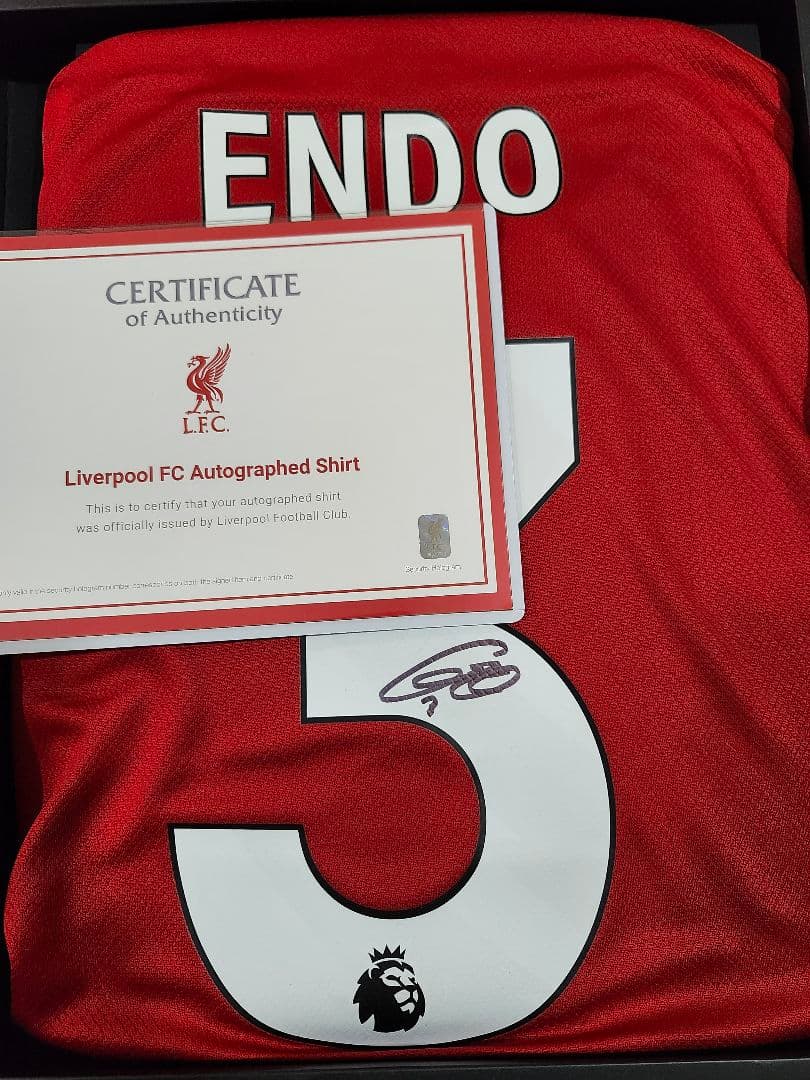 ENDO
CERTIFICATE
of Authenticity
L.F.C.
Liverpool FC Autographed Shirt
This is to certify that your autographed shirt
was officially issued by Liverpool Football Club.
3